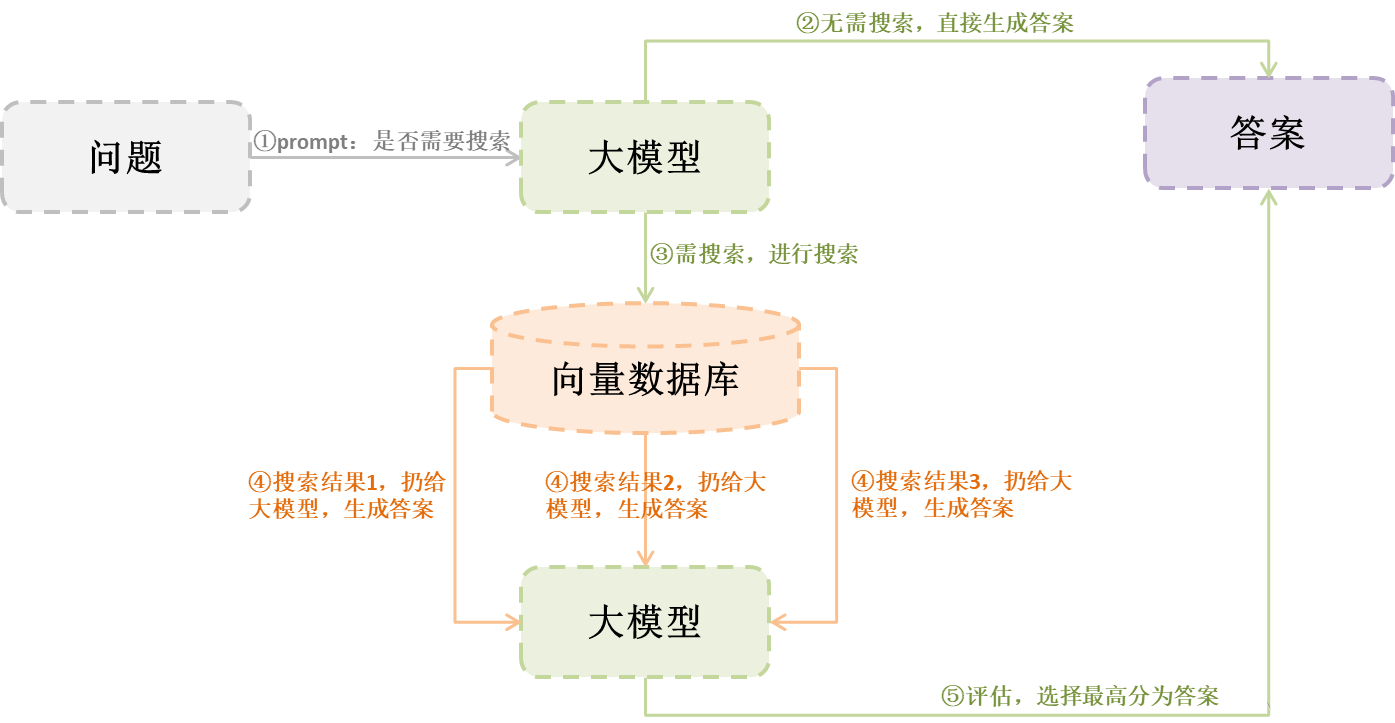 ②无需搜索，直接生成答案
问题
①prompt：是否需要搜索
大模型
答案
③需搜索，进行搜索
向量数据库
④搜索结果1，扔给
大模型，生成答案
④搜索结果2，扔给大
模型，生成答案
④搜索结果3，扔给大
模型，生成答案
大模型
⑤评估，选择最高分为答案